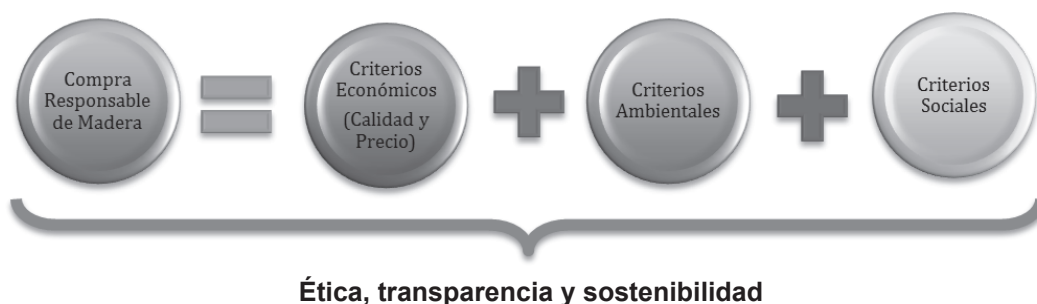 Compra
Responsable
de Madera
Criterios
Económicos
(Calidad y
Precio)
Criterios
Ambientales
Criterios
Sociales
Ética, transparencia y sostenibilidad